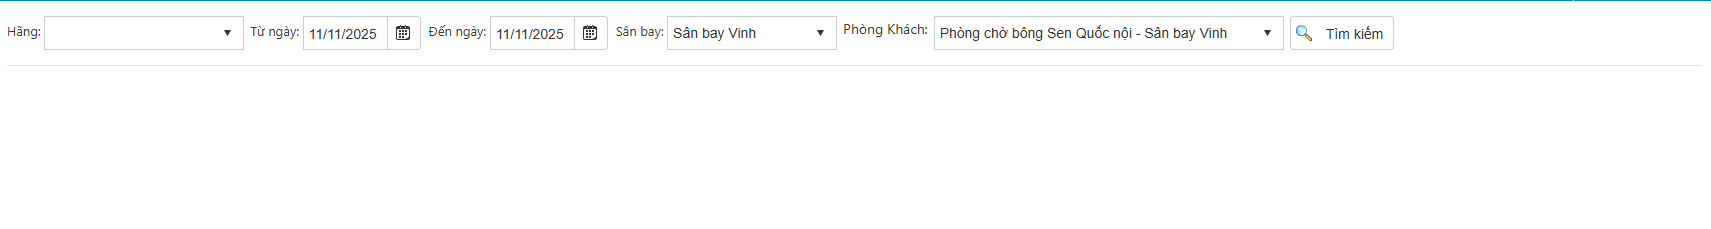 Hãng: Từ ngày: 11/11/2025 Đến ngày: 11/11/2025 Sân bay: Sân bay Vinh Phòng Khách: Phòng chờ bông Sen Quốc nội - Sân bay Vinh Tìm kiếm